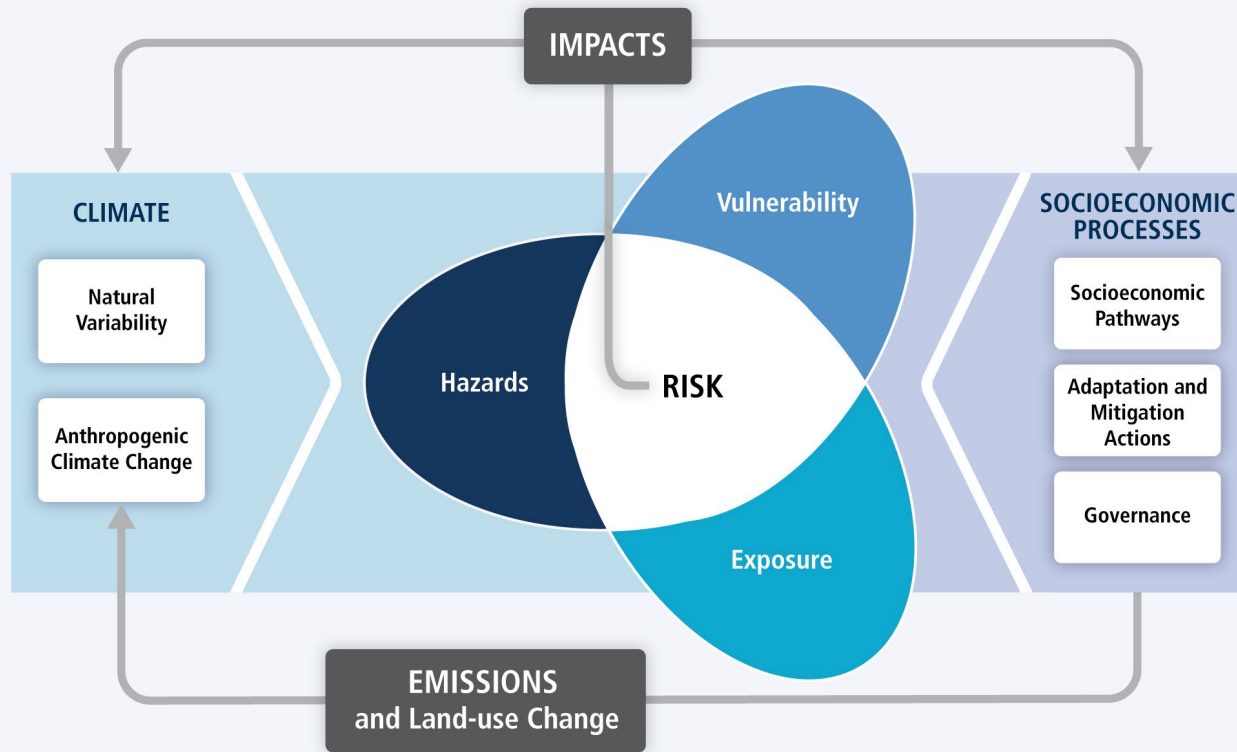 IMPACTS
CLIMATE
Natural
Variability
Anthropogenic
Climate Change
Vulnerability
Hazards
RISK
Exposure
SOCIOECONOMIC
PROCESSES
Socioeconomic
Pathways
Adaptation and
Mitigation
Actions
Governance
EMISSIONS
and Land-use Change